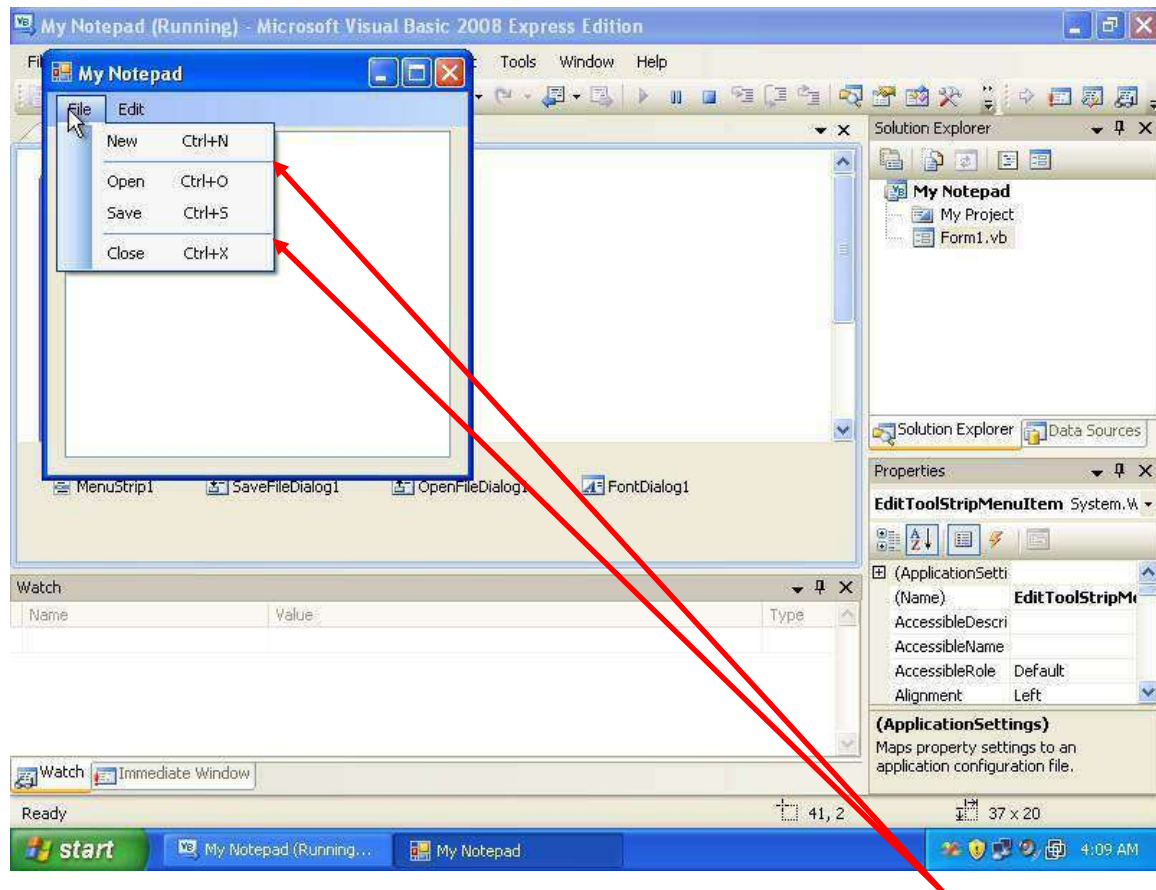 My Notepad (Running) - Microsoft Visual Basic 2008 Express Edition
Tools Window Help
My Notepad
File Edit
New Ctrl+N
Open Ctrl+O
Save Ctrl+S
Close Ctrl+X
MenuStrip1 SaveFileDialog1 OpenFileDialog1 FontDialog1
Solution Explorer
My Notepad
My Project
Form1.vb
Solution Explorer Data Sources
Properties
EditToolStripMenuItem System.W
(ApplicationSetti
(Name) EditToolStripMe
AccessibleDescri
AccessibleName
AccessibleRole Default
Alignment Left
(ApplicationSettings)
Maps property settings to an
application configuration file.
Watch
Name Value Type
Watch Immediate Window
Ready 41, 2 37 x 20
start My Notepad (Running... My Notepad 4:09 AM